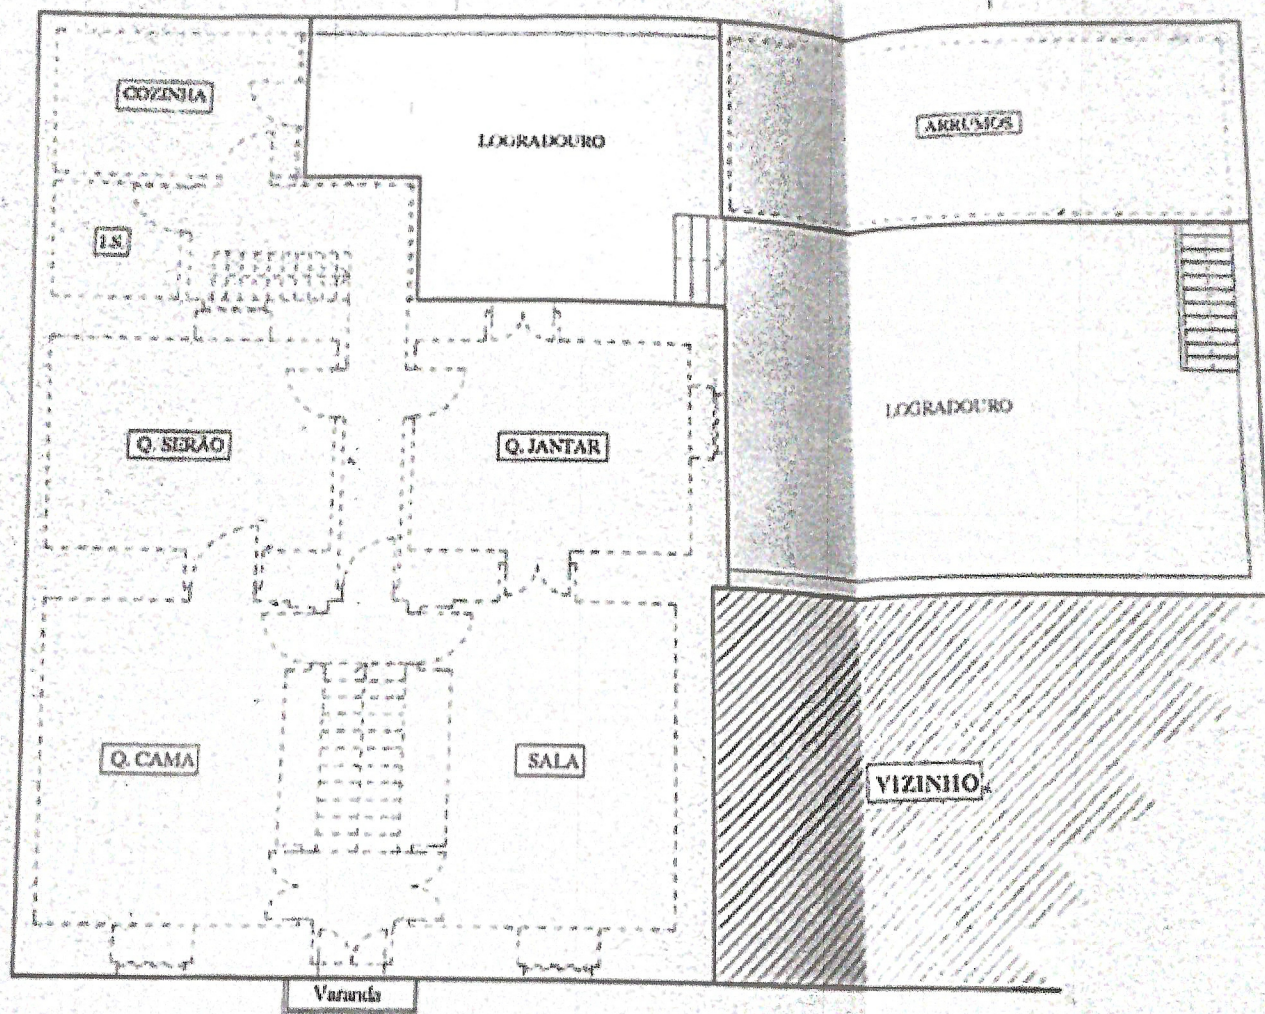 COZINHA
LOGRADOURO
ARRUMOS
I.S.
LOGRADOURO
Q. SERÃO
Q. JANTAR
Q. CAMA
SALA
VIZINHO
Varanda